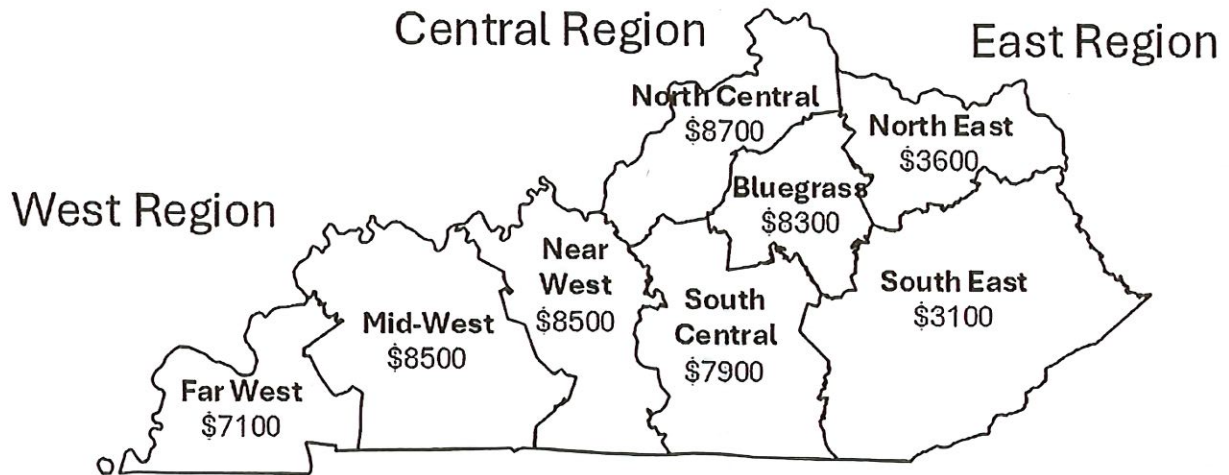 Central Region
East Region
North Central
$8700
North East
$3600
West Region
Bluegrass
$8300
Near
West
$8500
South East
$3100
South
Central
$7900
Mid-West
$8500
Far West
$7100